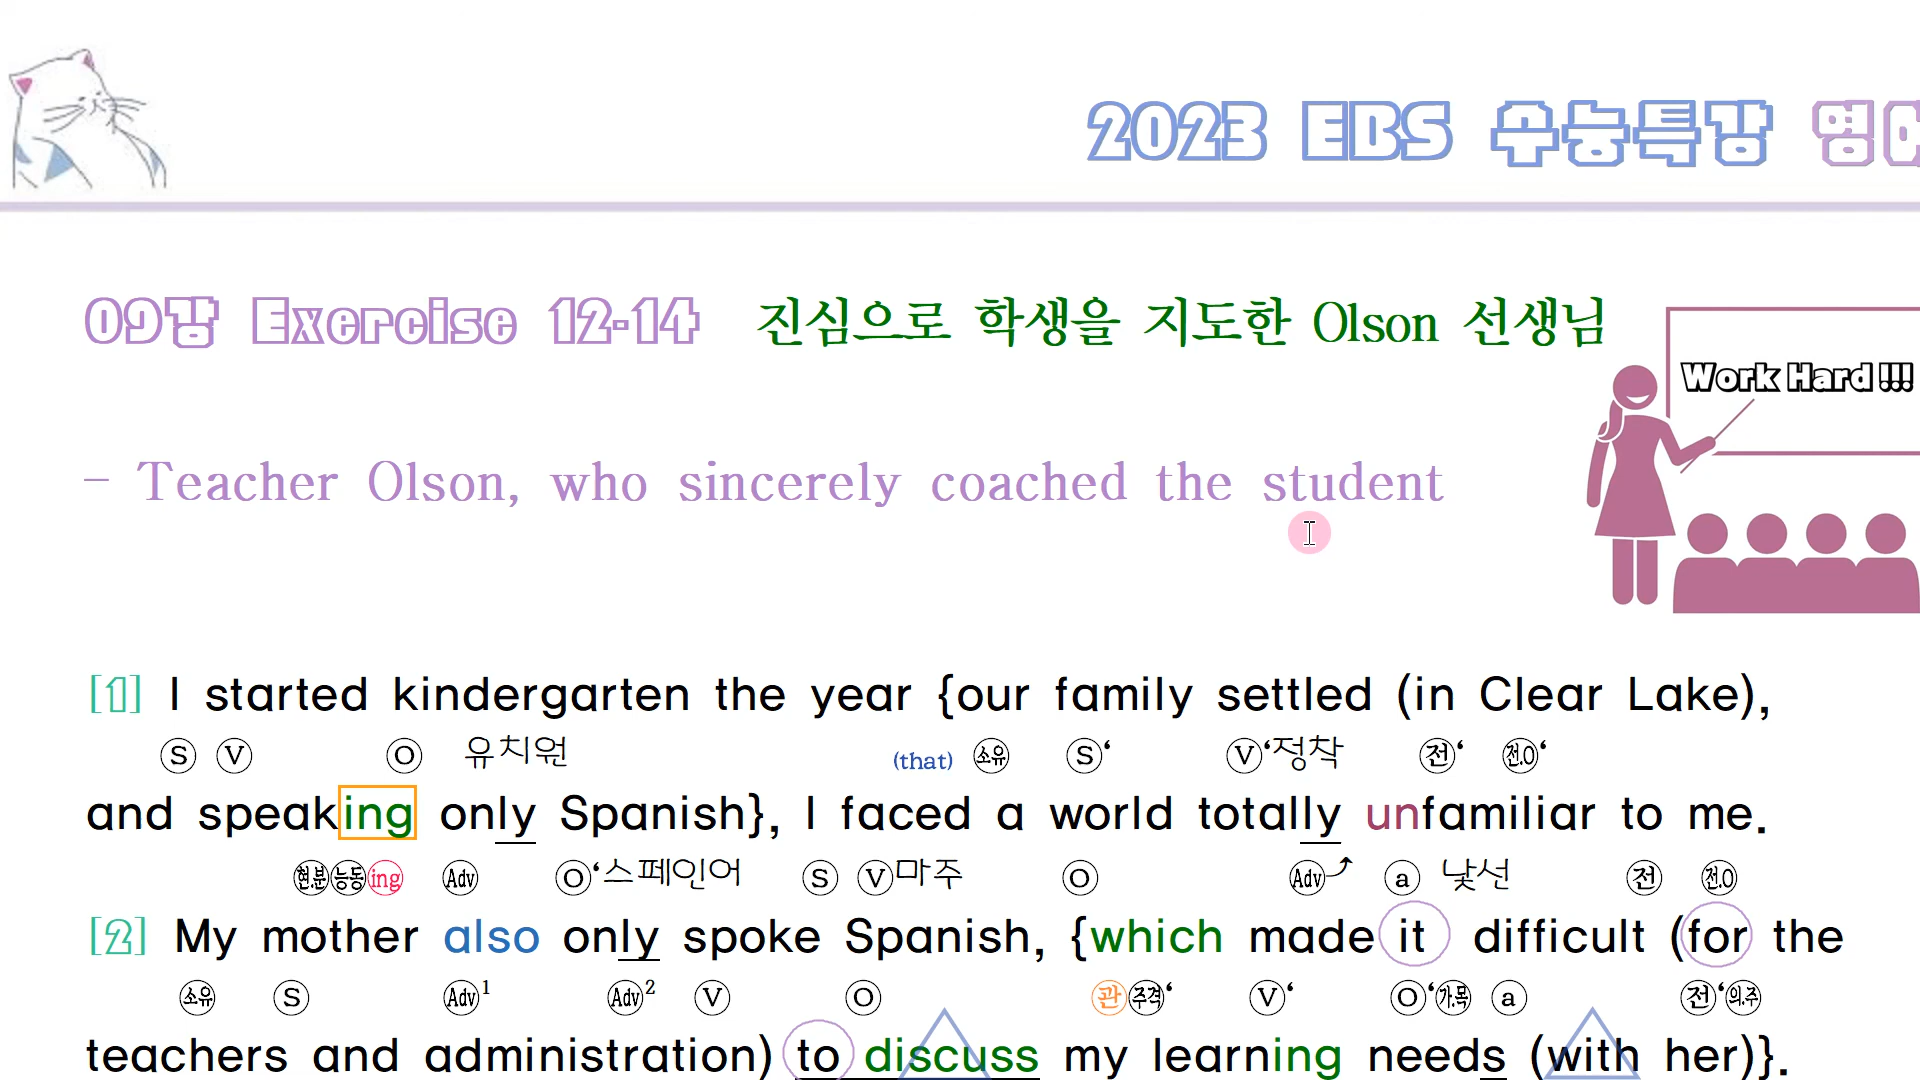 2023 EBS 수능특강 영어
09강 Exercise 12-14 진심으로 학생을 지도한 Olson 선생님
Work Hard !!!
- Teacher Olson, who sincerely coached the student
[1] I started kindergarten the year {our family settled (in Clear Lake),
S V O 유치원 (that) 소유 S‘ V‘정착 전‘ 전.O‘
and speaking only Spanish}, I faced a world totally unfamiliar to me.
현.분 능동 ing Adv O‘스페인어 S V마주 O Adv a 낯선 전 전.O
[2] My mother also only spoke Spanish, {which made it difficult (for the
소유 S Adv1 Adv2 V O 관 주격‘ V‘ O‘가.목 a 전‘의.주
teachers and administration) to discuss my learning needs (with her)}.